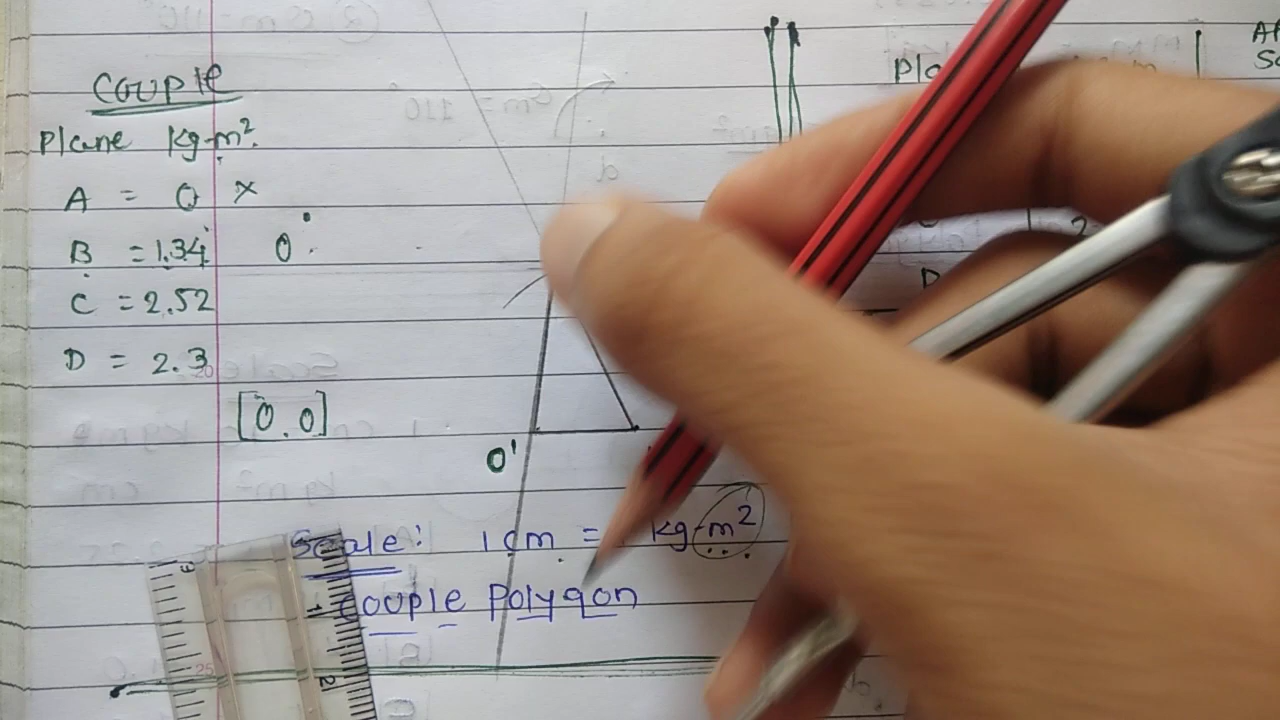 Couple
Plane kg-m².
A = 0 ×
B = 1.34 0
C = 2.52
D = 2.3
[0.0]
0'
Scale: 1cm = kg-m²
Couple Polygon